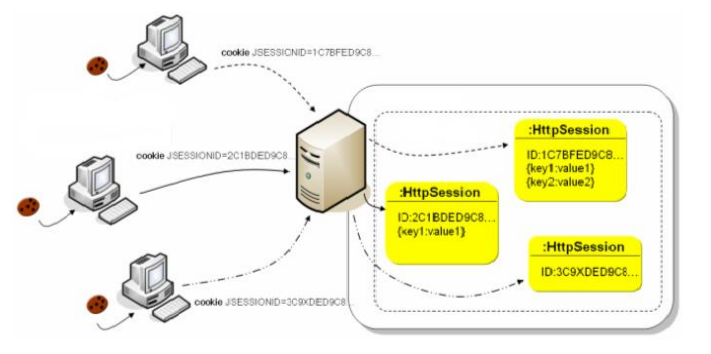 cookie JSESSIONID=1C7BFED9C8...
cookie JSESSIONID=2C1BDED9C8...
cookie JSESSIONID=3C9XDED9C8...
:HttpSession
ID:1C7BFED9C8...
{key1:value1}
{key2:value2}
:HttpSession
ID:2C1BDED9C8...
{key1:value1}
:HttpSession
ID:3C9XDED9C8...